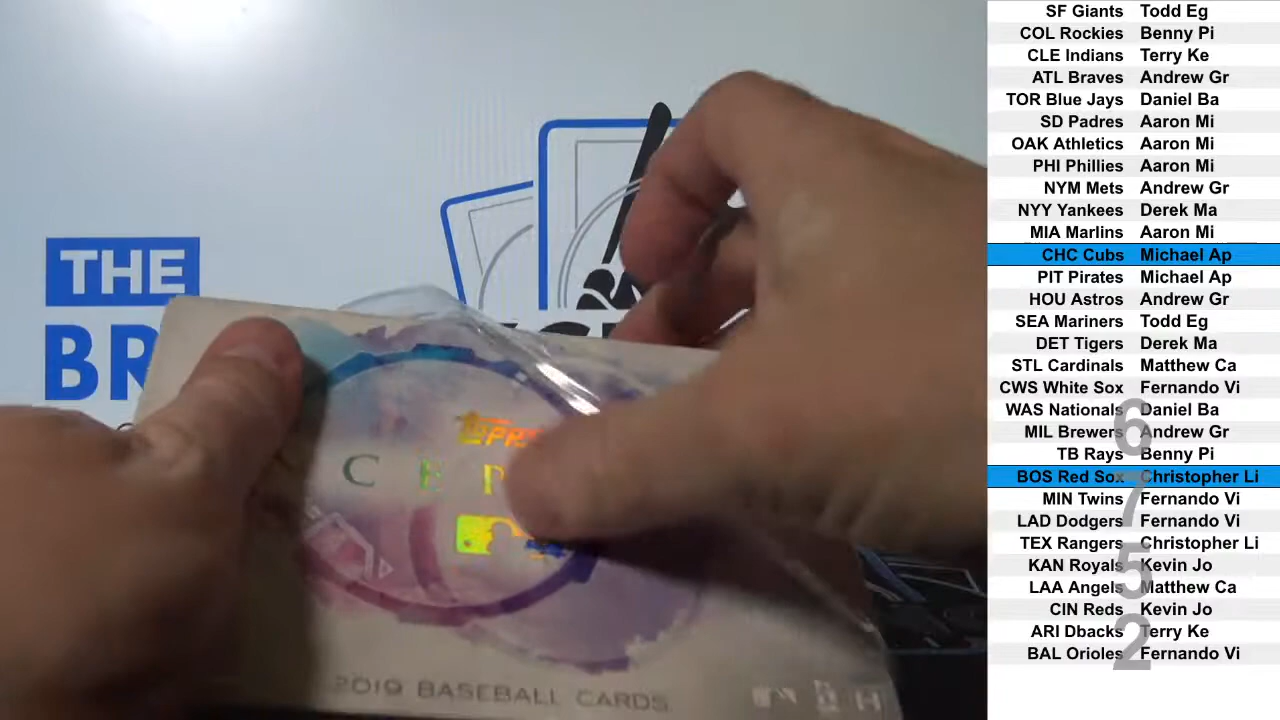 THE
BR
TOPPS
C E P
2019 BASEBALL CARDS
SF Giants Todd Eg
COL Rockies Benny Pi
CLE Indians Terry Ke
ATL Braves Andrew Gr
TOR Blue Jays Daniel Ba
SD Padres Aaron Mi
OAK Athletics Aaron Mi
PHI Phillies Aaron Mi
NYM Mets Andrew Gr
NYY Yankees Derek Ma
MIA Marlins Aaron Mi
CHC Cubs Michael Ap
PIT Pirates Michael Ap
HOU Astros Andrew Gr
SEA Mariners Todd Eg
DET Tigers Derek Ma
STL Cardinals Matthew Ca
CWS White Sox Fernando Vi
WAS Nationals Daniel Ba
MIL Brewers Andrew Gr
TB Rays Benny Pi
BOS Red Sox Christopher Li
MIN Twins Fernando Vi
LAD Dodgers Fernando Vi
TEX Rangers Christopher Li
KAN Royals Kevin Jo
LAA Angels Matthew Ca
CIN Reds Kevin Jo
ARI Dbacks Terry Ke
BAL Orioles Fernando Vi
6
7
5
2